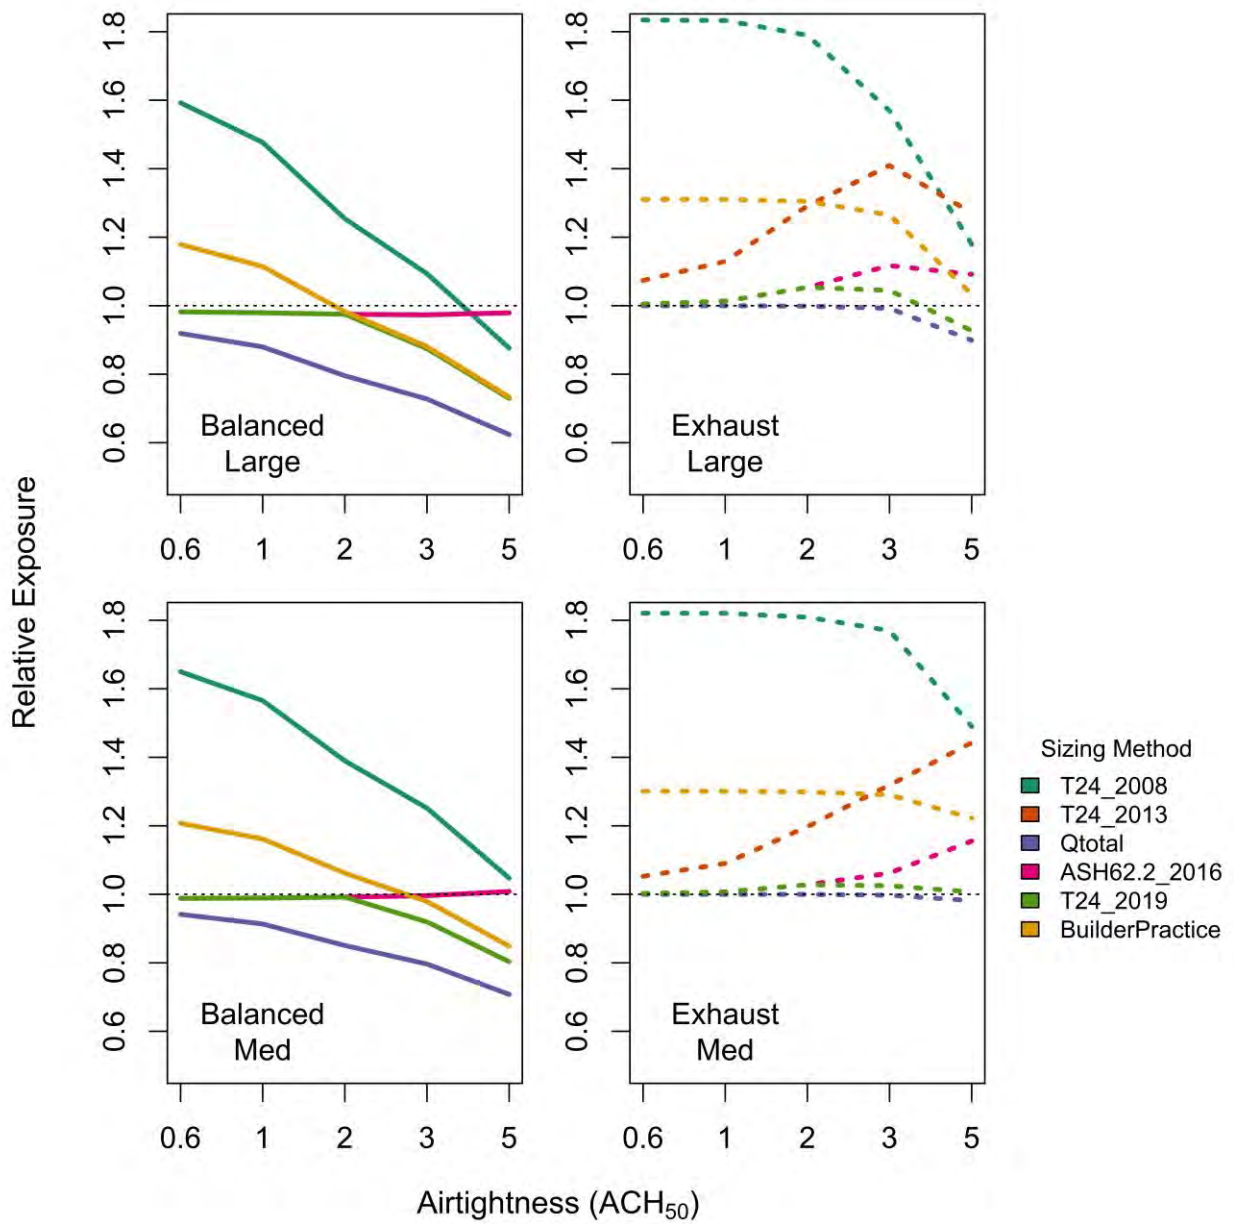 Relative Exposure
1.8
1.6
1.4
1.2
1.0
0.8
0.6
Balanced
Large
0.6 1 2 3 5
1.8
1.6
1.4
1.2
1.0
0.8
0.6
Exhaust
Large
0.6 1 2 3 5
1.8
1.6
1.4
1.2
1.0
0.8
0.6
Balanced
Med
0.6 1 2 3 5
1.8
1.6
1.4
1.2
1.0
0.8
0.6
Exhaust
Med
0.6 1 2 3 5
Airtightness (ACH₅₀)
Sizing Method
T24_2008
T24_2013
Qtotal
ASH62.2_2016
T24_2019
BuilderPractice